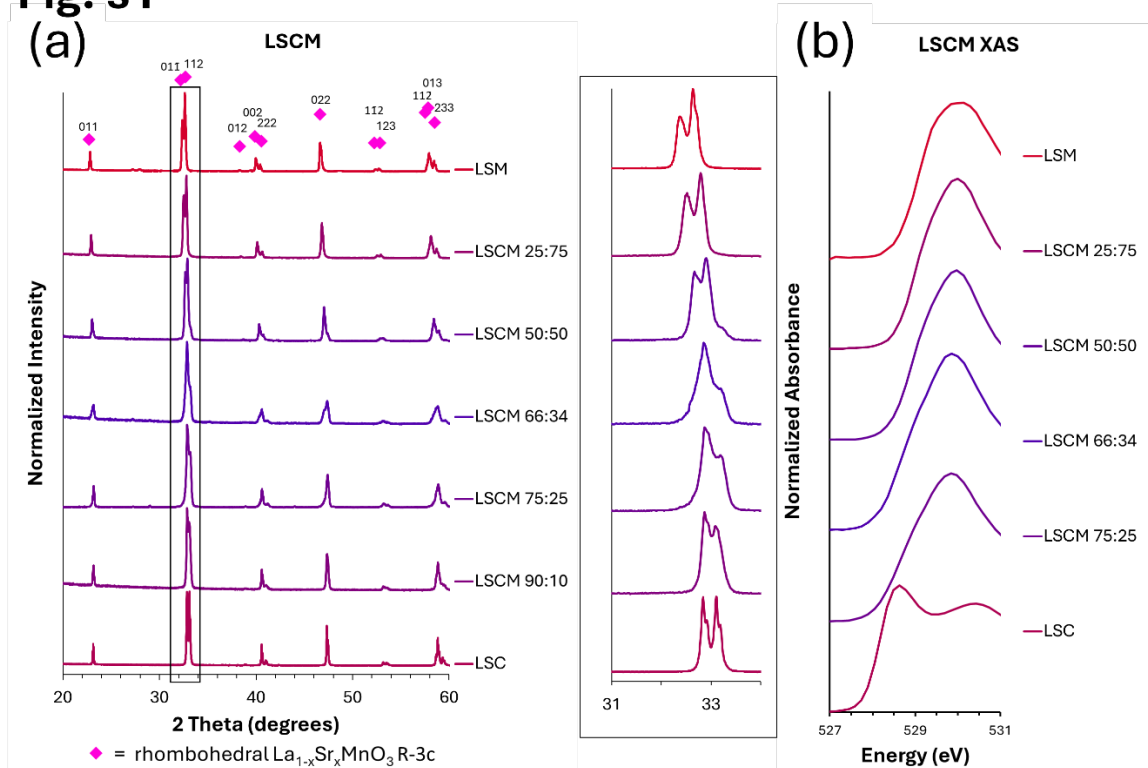 Fig. S1
(a)
LSCM
011
011 112
012
002
222
022
112
123
112
013
233
LSM
LSCM 25:75
LSCM 50:50
LSCM 66:34
LSCM 75:25
LSCM 90:10
LSC
Normalized Intensity
20 30 40 50 60
2 Theta (degrees)
= rhombohedral La1-xSrxMnO3 R-3c
31 33
(b)
LSCM XAS
LSM
LSCM 25:75
LSCM 50:50
LSCM 66:34
LSCM 75:25
LSC
Normalized Absorbance
527 529 531
Energy (eV)